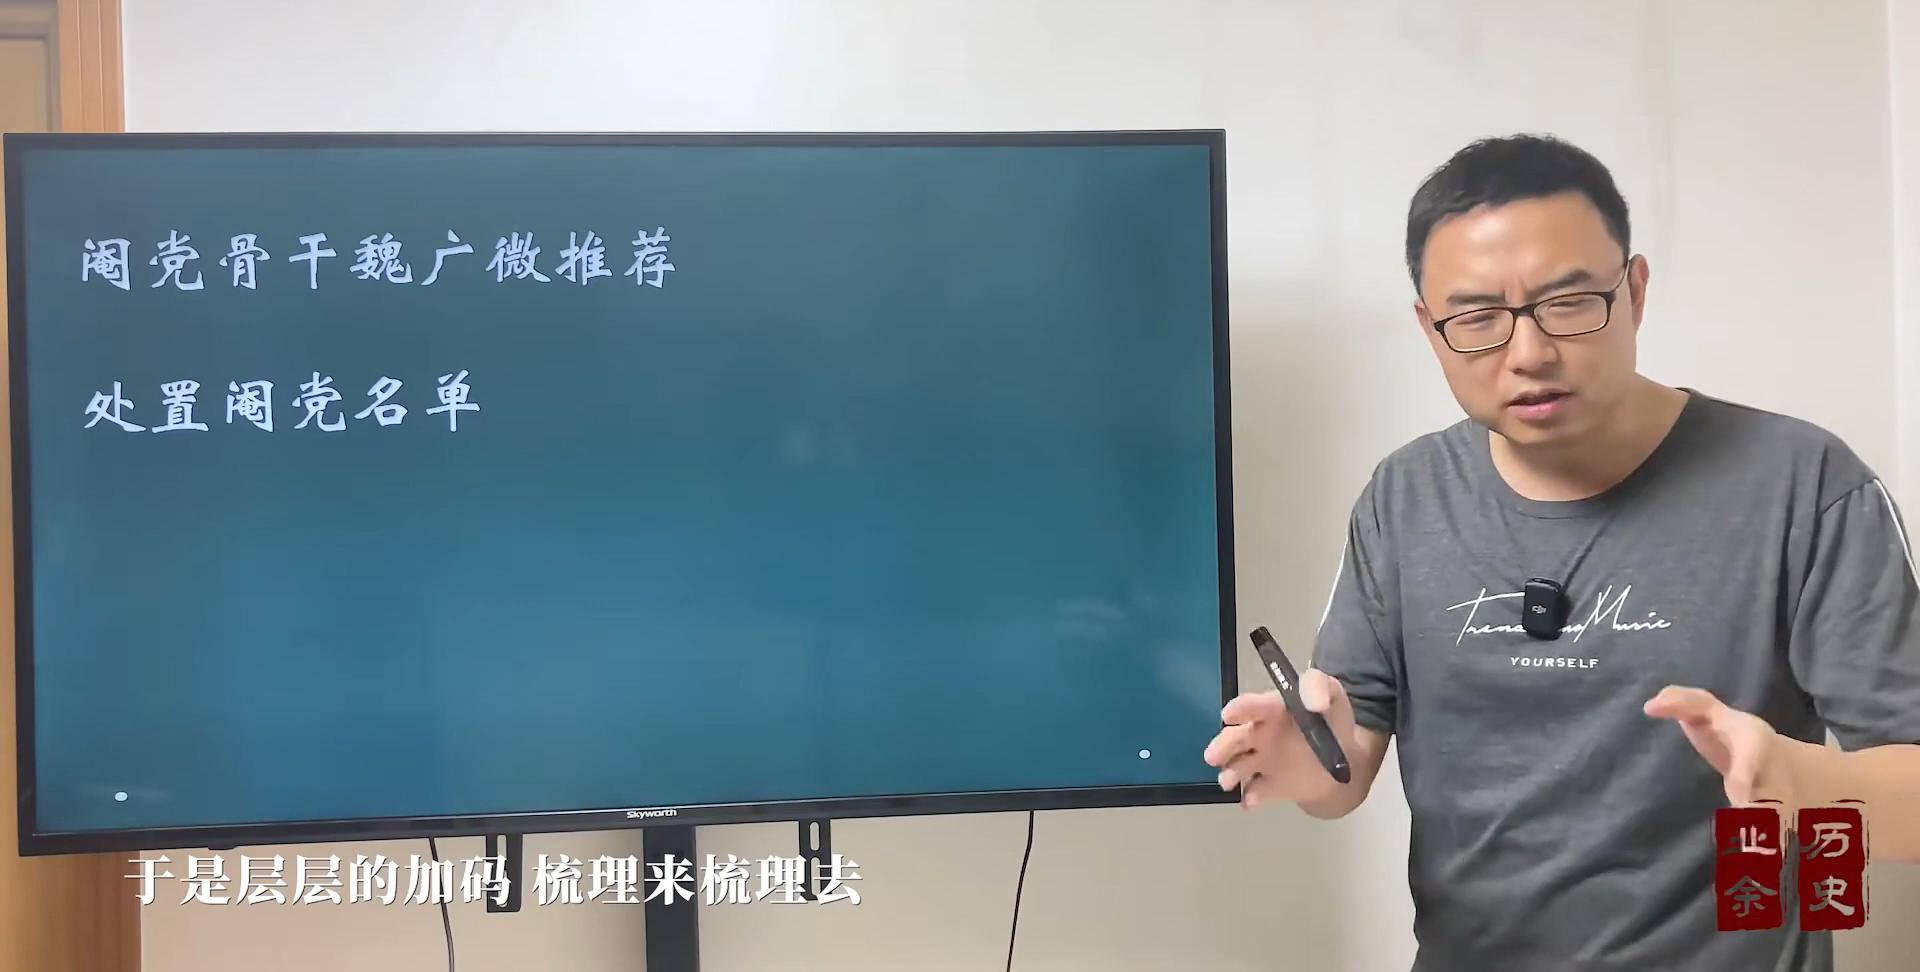 阉党骨干魏广微推荐
处置阉党名单
Skyworth
YOURSELF
于是层层的加码 梳理来梳理去
业余
历史